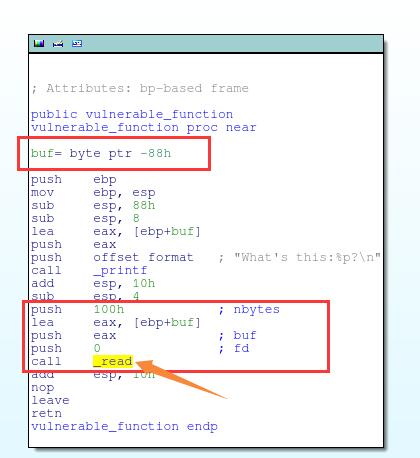 ; Attributes: bp-based frame
public vulnerable_function
vulnerable_function proc near
buf= byte ptr -88h
push ebp
mov ebp, esp
sub esp, 88h
sub esp, 8
lea eax, [ebp+buf]
push eax
push offset format ; "What's this:%p?\n"
call _printf
add esp, 10h
sub esp, 4
push 100h ; nbytes
lea eax, [ebp+buf]
push eax ; buf
push 0 ; fd
call _read
add esp, 10h
nop
leave
retn
vulnerable_function endp